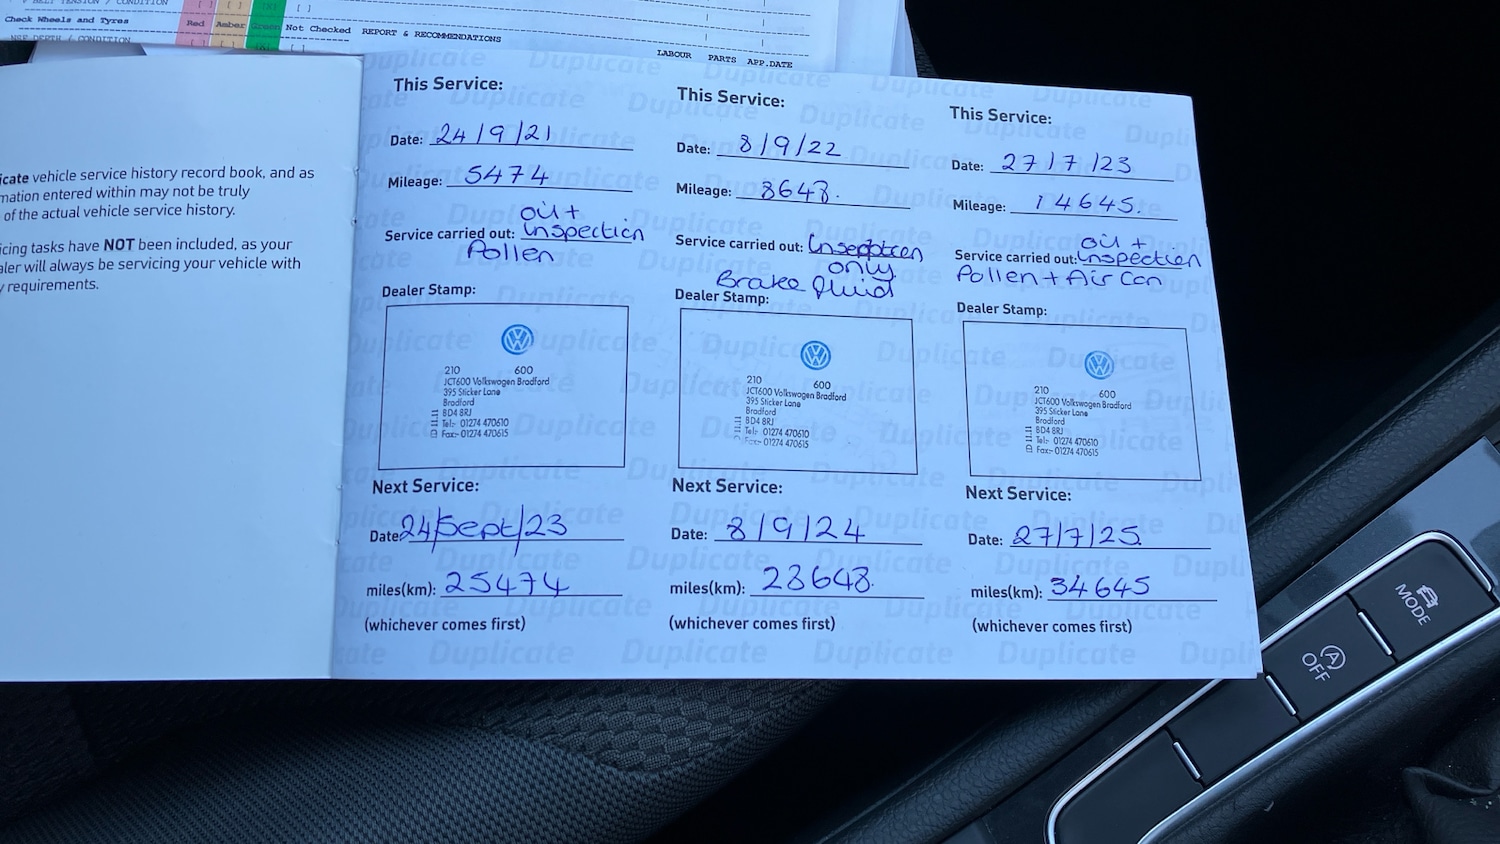 V BELT TENSION / CONDITION [ ] [ ] [ ]
Check Wheels and Tyres Red Amber Green Not Checked REPORT & RECOMMENDATIONS
NSF DEPTH / CONDITION [ ] [ ] [ ]
LABOUR PARTS APP.DATE
icate vehicle service history record book, and as
mation entered within may not be truly
of the actual vehicle service history.
icing tasks have NOT been included, as your
aler will always be servicing your vehicle with
y requirements.
This Service:
Date: 24/9/21
Mileage: 5474
oil +
Service carried out: Inspection
Pollen
Dealer Stamp:
210 600
JCT600 Volkswagen Bradford
395 Sticker Lane
Bradford
BD4 8RJ
Tel:- 01274 470610
Fax:- 01274 470615
Next Service:
Date: 24/Sept/23
miles(km): 25474
(whichever comes first)
This Service:
Date: 8/9/22
Mileage: 8648.
Service carried out: Inspection
only
Brake fluid
Dealer Stamp:
210 600
JCT600 Volkswagen Bradford
395 Sticker Lane
Bradford
BD4 8RJ
Tel:- 01274 470610
Fax:- 01274 470615
Next Service:
Date: 8/9/24
miles(km): 28648.
(whichever comes first)
This Service:
Date: 27/7/23
Mileage: 14645.
oil +
Service carried out: Inspection
Pollen + Air Con
Dealer Stamp:
210 600
JCT600 Volkswagen Bradford
395 Sticker Lane
Bradford
BD4 8RJ
Tel:- 01274 470610
Fax:- 01274 470615
Next Service:
Date: 27/7/25.
miles(km): 34645
(whichever comes first)
Duplicate Duplicate Duplicate Duplicate
MODE
A
OFF